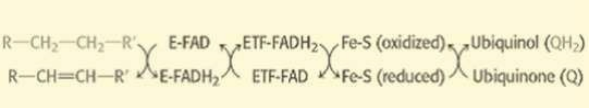 R—CH₂—CH₂—R′ E-FAD ETF-FADH₂ Fe-S (oxidized) Ubiquinol (QH₂)
R—CH=CH—R′ E-FADH₂ ETF-FAD Fe-S (reduced) Ubiquinone (Q)